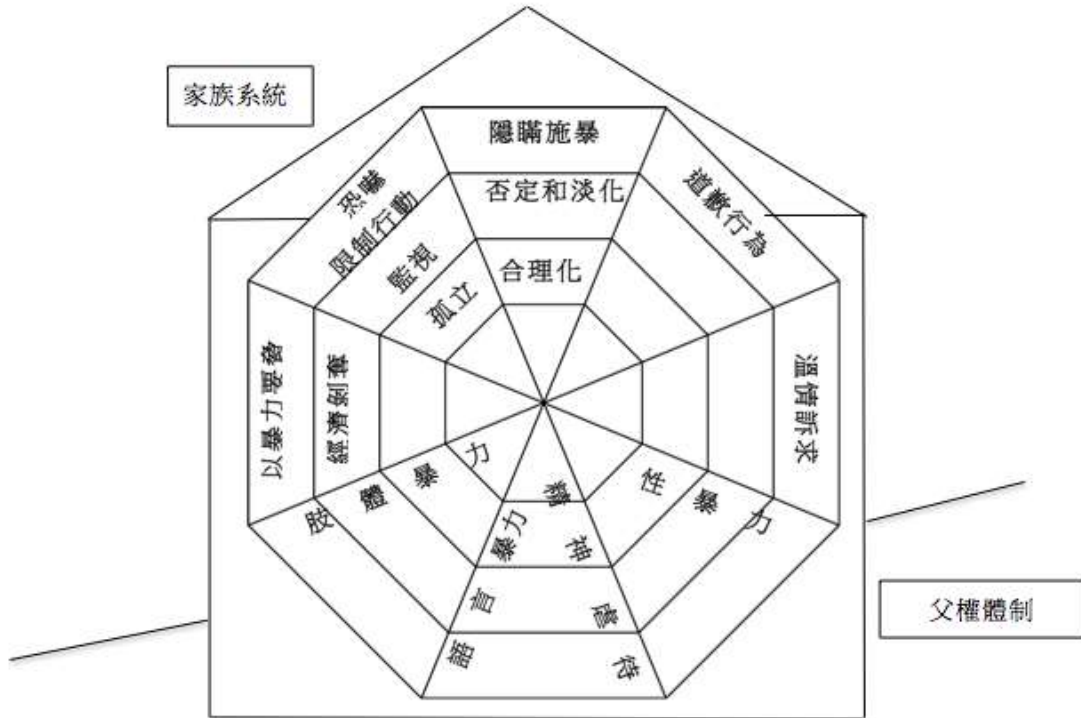 家族系統
隱瞞施暴
否定和淡化
合理化
恐嚇
限制行動
監視
孤立
道歉行為
以暴力要脅
經濟剝奪
溫情訴求
肢體暴力
語言暴力
精神虐待
性暴力
父權體制